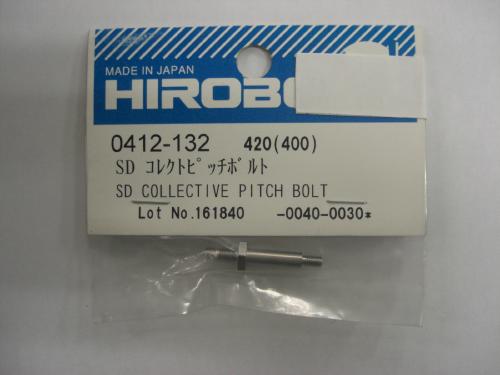 MADE IN JAPAN
HIROBO
0412-132 420(400)
SD コレクトピッチボルト
SD COLLECTIVE PITCH BOLT
Lot No.161840 -0040-0030*